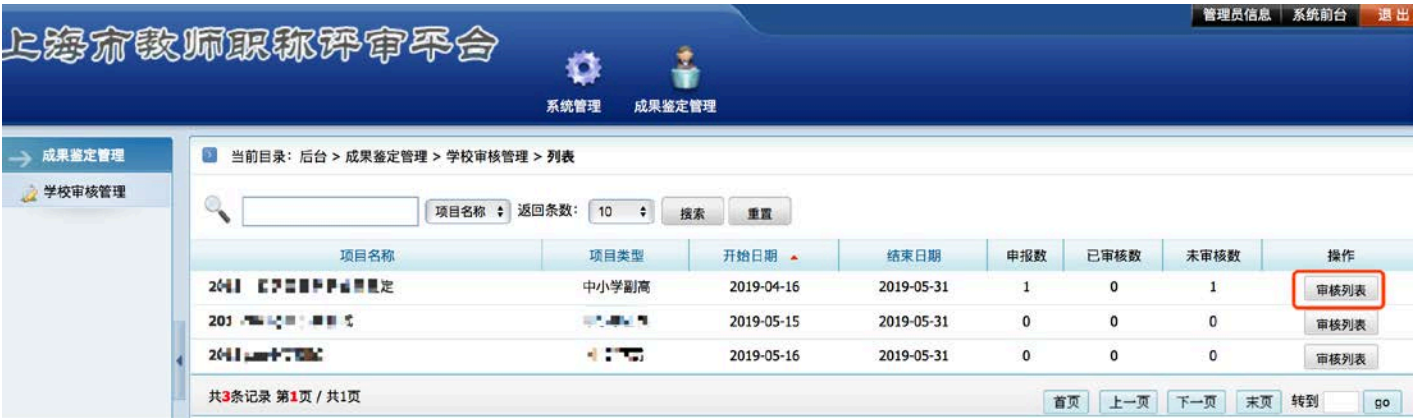 管理员信息 系统前台 退出
上海市教师职称评审平台
系统管理 成果鉴定管理
成果鉴定管理
学校审核管理
当前目录：后台 > 成果鉴定管理 > 学校审核管理 > 列表
项目名称 返回条数： 10 搜索 重置
项目名称 项目类型 开始日期 结束日期 申报数 已审核数 未审核数 操作
定 中小学副高 2019-04-16 2019-05-31 1 0 1 审核列表
2019-05-15 2019-05-31 0 0 0 审核列表
2019-05-16 2019-05-31 0 0 0 审核列表
共3条记录 第1页 / 共1页 首页 上一页 下一页 末页 转到 go